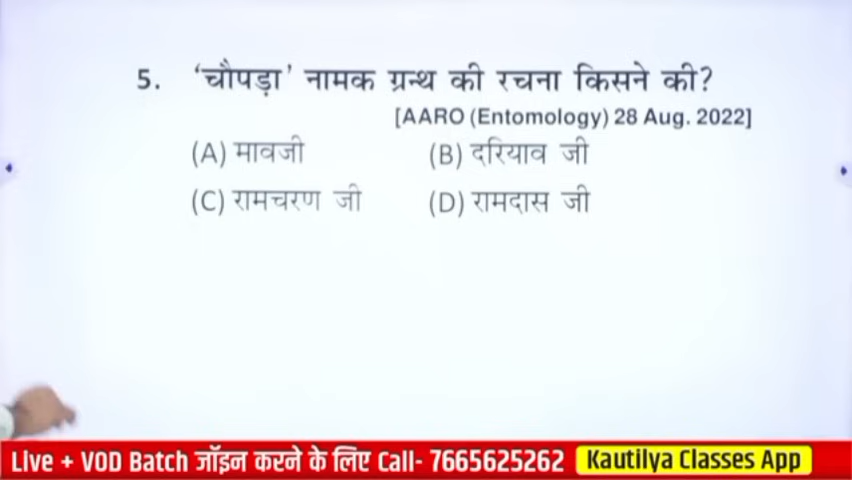 5. ‘चौपड़ा’ नामक ग्रन्थ की रचना किसने की?
[AARO (Entomology) 28 Aug. 2022]
(A) मावजी (B) दरियाव जी
(C) रामचरण जी (D) रामदास जी
Live + VOD Batch जॉइन करने के लिए Call- 7665625262 Kautilya Classes App